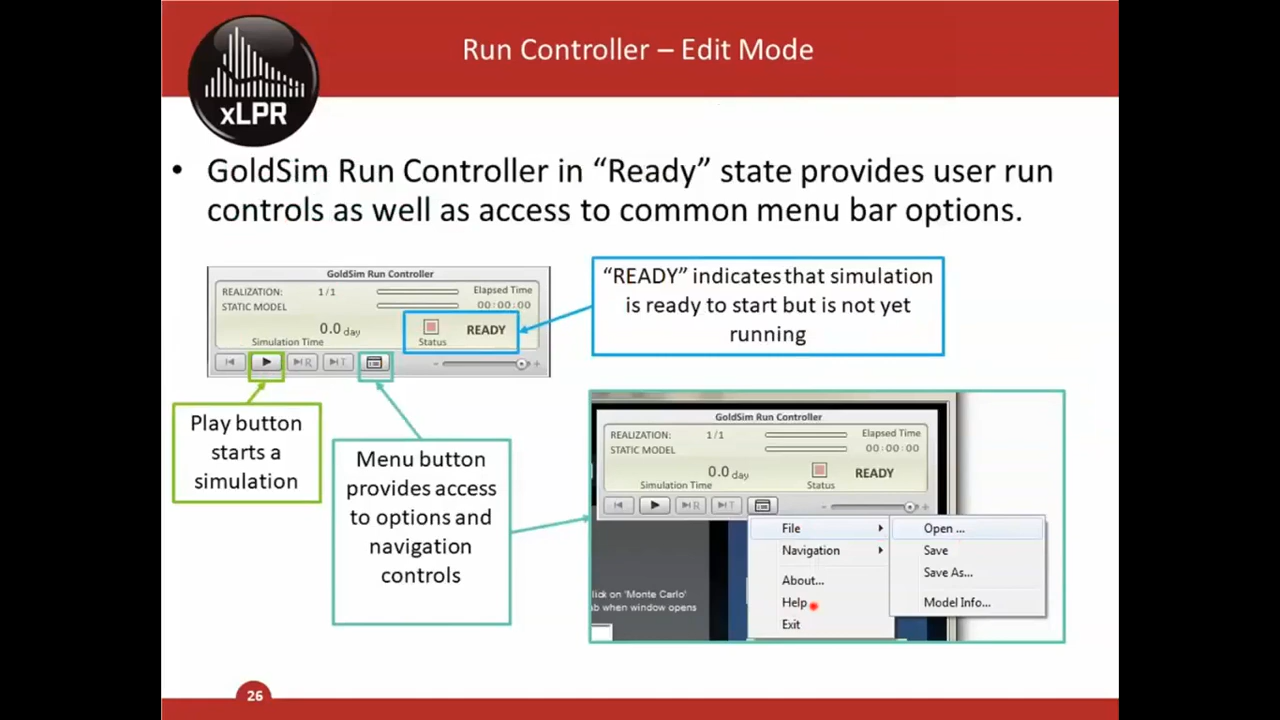 Run Controller – Edit Mode
xLPR
• GoldSim Run Controller in “Ready” state provides user run
controls as well as access to common menu bar options.
GoldSim Run Controller
REALIZATION: 1/1 Elapsed Time
STATIC MODEL 00:00:00
0.0 day READY
Simulation Time Status
R T - +
“READY” indicates that simulation
is ready to start but is not yet
running
Play button
starts a
simulation
Menu button
provides access
to options and
navigation
controls
GoldSim Run Controller
REALIZATION: 1/1 Elapsed Time
STATIC MODEL 00:00:00
0.0 day READY
Simulation Time Status
R T - +
File Open ...
Navigation Save
Save As...
About...
Help Model Info...
Exit
lick on 'Monte Carlo'
ab when window opens
26